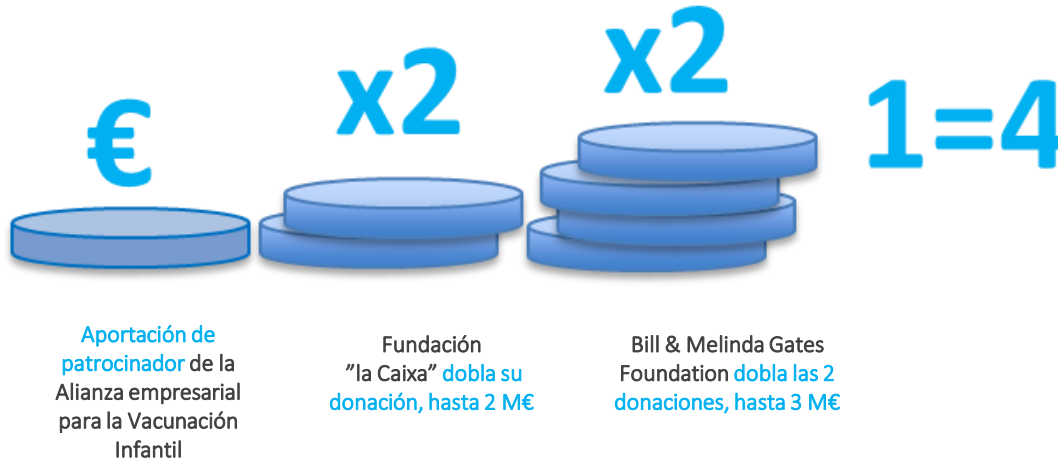 €
x2
x2
1=4
Aportación de
patrocinador de la
Alianza empresarial
para la Vacunación
Infantil
Fundación
”la Caixa” dobla su
donación, hasta 2 M€
Bill & Melinda Gates
Foundation dobla las 2
donaciones, hasta 3 M€